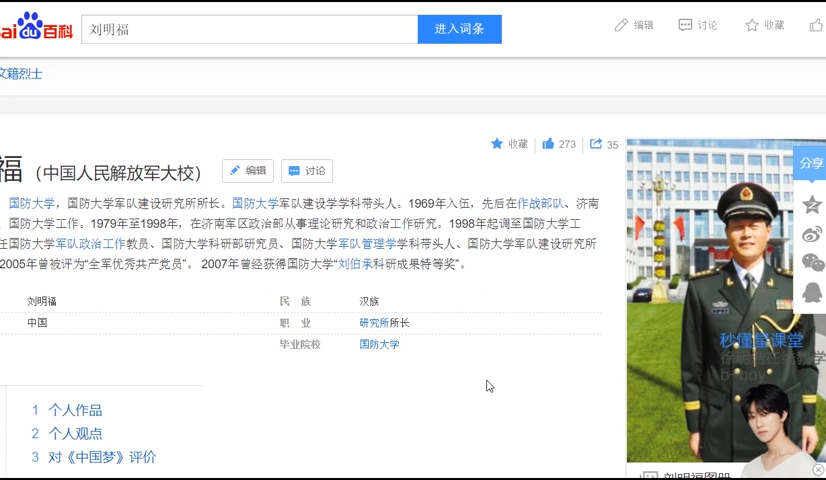 Bai du 百科
刘明福
进入词条
编辑
讨论
收藏
文籍烈士
收藏
273
35
福（中国人民解放军大校）
编辑
讨论
分享
国防大学，国防大学军队建设研究所所长。国防大学军队建设学学科带头人。1969年入伍，先后在作战部队、济南
国防大学工作。1979年至1998年，在济南军区政治部从事理论研究和政治工作研究。1998年起调至国防大学工
任国防大学军队政治工作教员、国防大学科研部研究员、国防大学军队管理学学科带头人、国防大学军队建设研究所
2005年曾被评为“全军优秀共产党员”。 2007年曾经获得国防大学“刘伯承科研成果特等奖”。
刘明福
民 族
汉族
中国
职 业
研究所所长
毕业院校
国防大学
1 个人作品
2 个人观点
3 对《中国梦》评价
秒懂星课堂
b-boy
刘明福图册